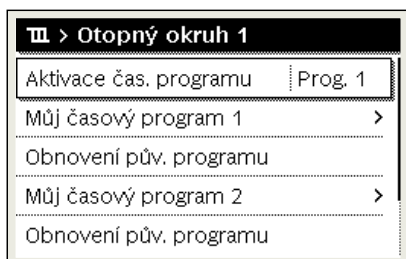 > Otopný okruh 1
Aktivace čas. programu Prog. 1
Můj časový program 1 >
Obnovení pův. programu
Můj časový program 2 >
Obnovení pův. programu